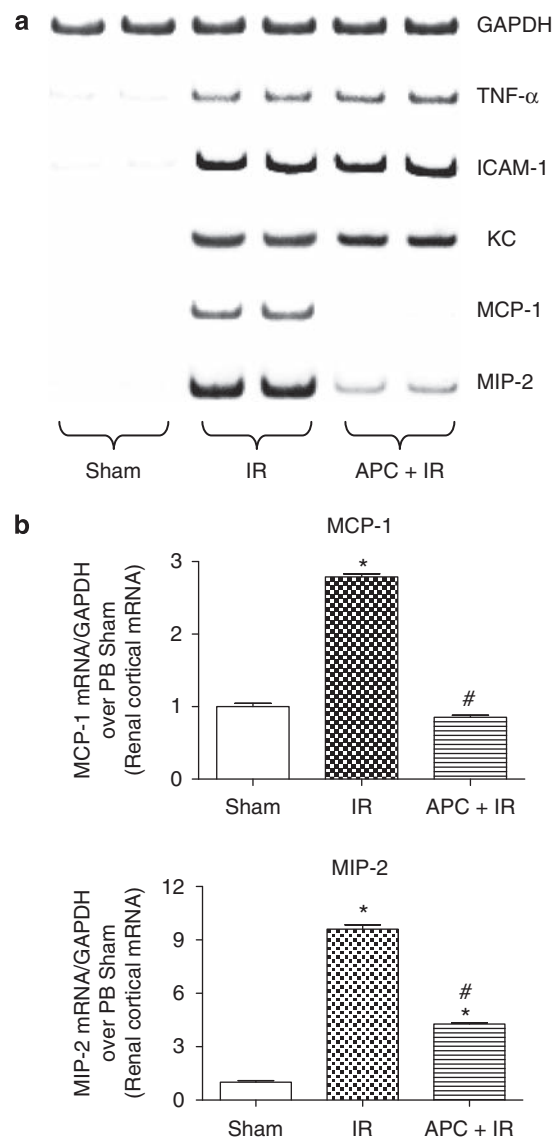 a
GAPDH
TNF-α
ICAM-1
KC
MCP-1
MIP-2
Sham IR APC + IR
b
MCP-1
MCP-1 mRNA/GAPDH
over PB Sham
(Renal cortical mRNA)
3
2
1
0
*
#
Sham IR APC + IR
MIP-2
MIP-2 mRNA/GAPDH
over PB Sham
(Renal cortical mRNA)
12
9
6
3
0
*
#
*
Sham IR APC + IR